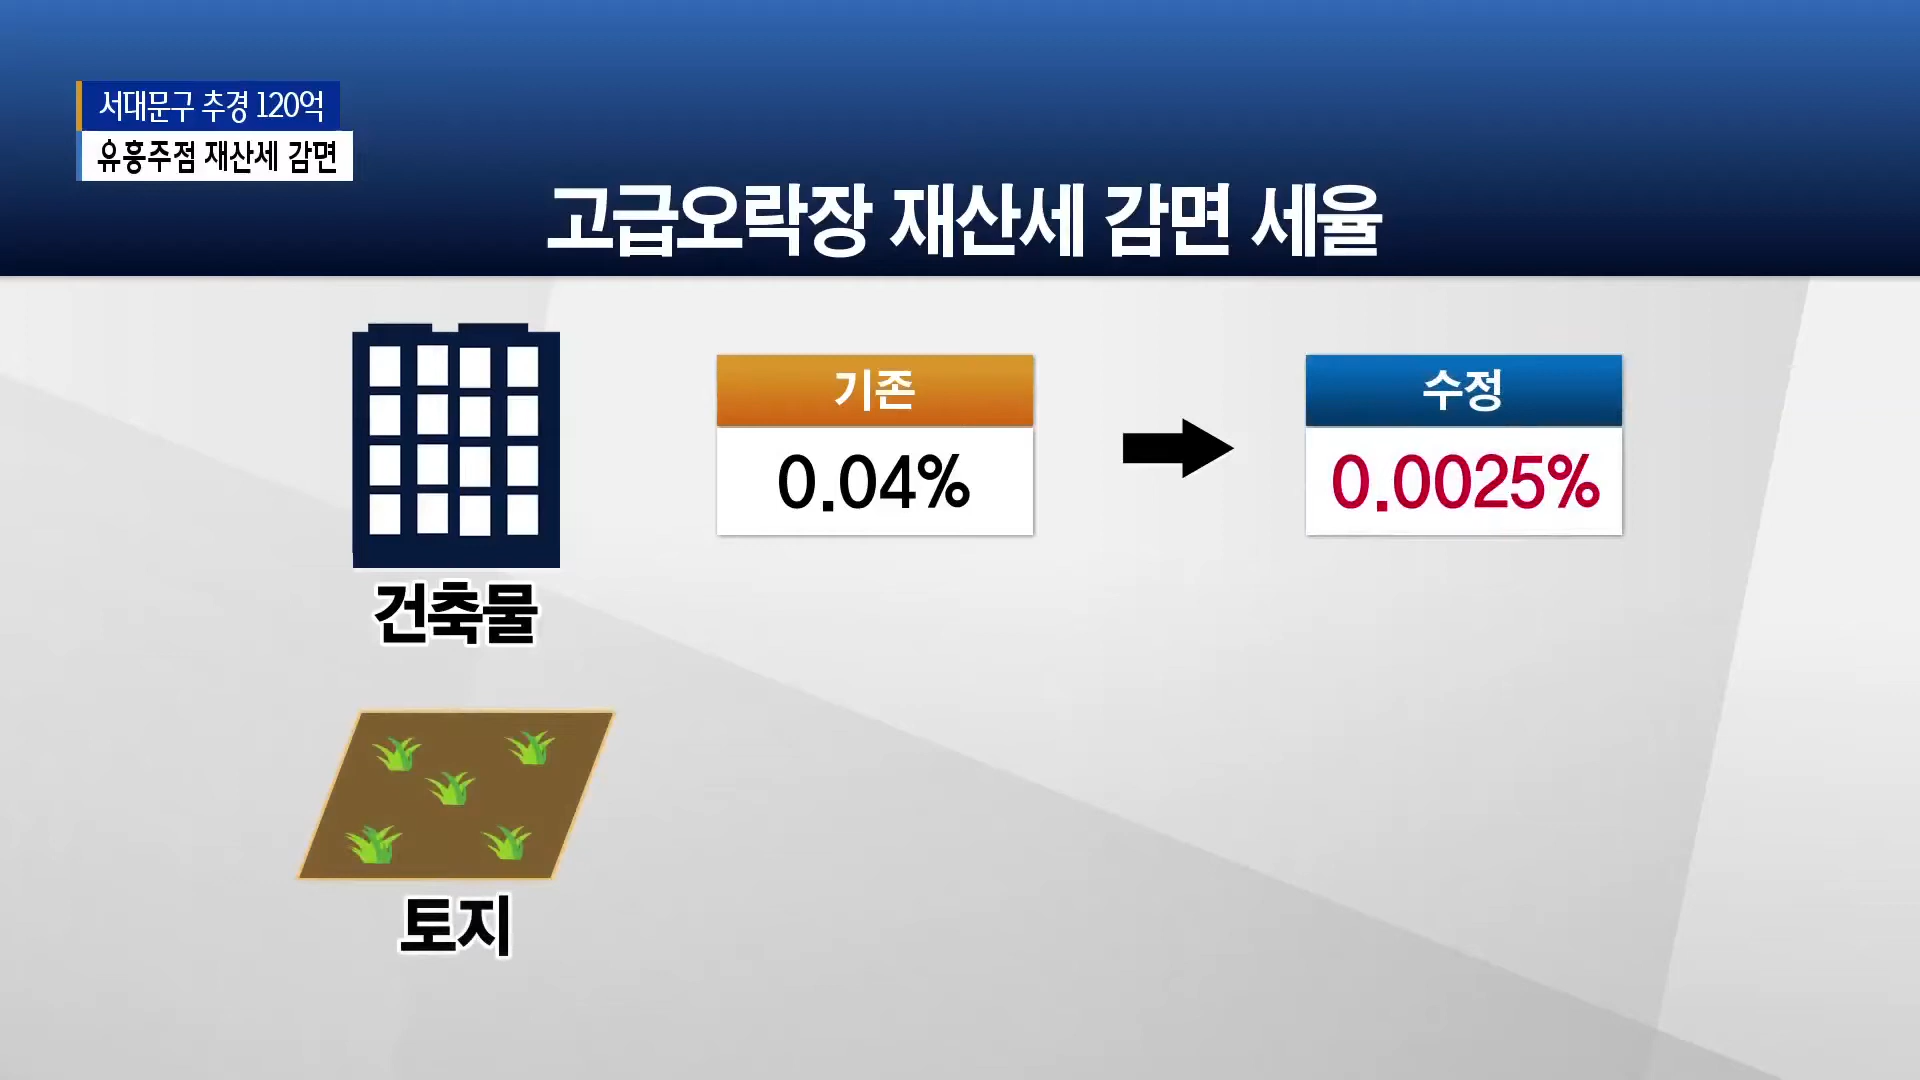 서대문구 추경 120억
유흥주점 재산세 감면
고급오락장 재산세 감면 세율
기존
수정
0.04%
0.0025%
건축물
토지